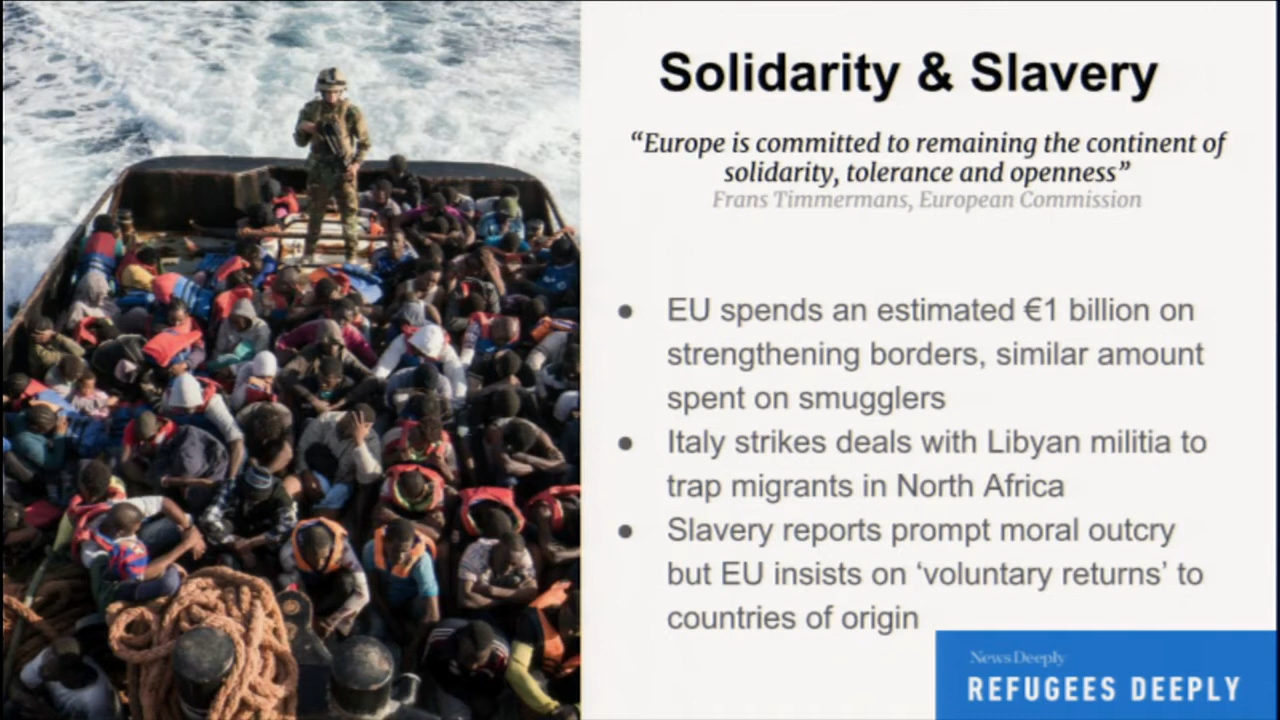 Solidarity & Slavery
“Europe is committed to remaining the continent of
solidarity, tolerance and openness”
Frans Timmermans, European Commission
● EU spends an estimated €1 billion on
strengthening borders, similar amount
spent on smugglers
● Italy strikes deals with Libyan militia to
trap migrants in North Africa
● Slavery reports prompt moral outcry
but EU insists on ‘voluntary returns’ to
countries of origin
News Deeply
REFUGEES DEEPLY